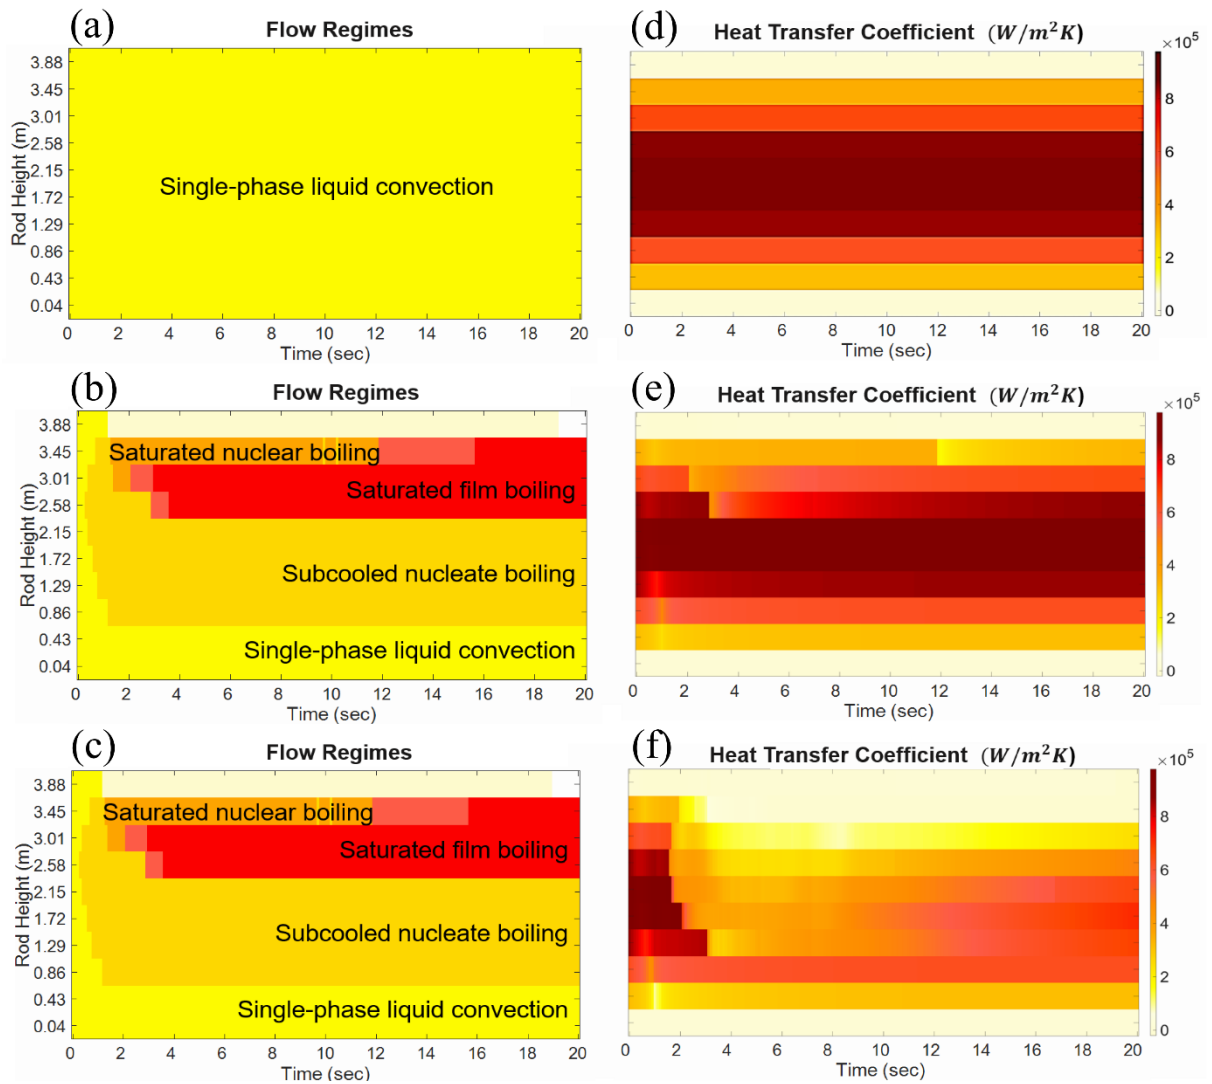 (a)
Flow Regimes
Rod Height (m)
3.88
3.45
3.01
2.58
2.15
1.72
1.29
0.86
0.43
0.04
Single-phase liquid convection
0 2 4 6 8 10 12 14 16 18 20
Time (sec)
(d)
Heat Transfer Coefficient (W/m²K)
×10⁵
8
6
4
2
0
0 2 4 6 8 10 12 14 16 18 20
Time (sec)
(b)
Flow Regimes
Rod Height (m)
3.88
3.45
3.01
2.58
2.15
1.72
1.29
0.86
0.43
0.04
Saturated nuclear boiling
Saturated film boiling
Subcooled nucleate boiling
Single-phase liquid convection
0 2 4 6 8 10 12 14 16 18 20
Time (sec)
(e)
Heat Transfer Coefficient (W/m²K)
×10⁵
8
6
4
2
0
0 2 4 6 8 10 12 14 16 18 20
Time (sec)
(c)
Flow Regimes
Rod Height (m)
3.88
3.45
3.01
2.58
2.15
1.72
1.29
0.86
0.43
0.04
Saturated nuclear boiling
Saturated film boiling
Subcooled nucleate boiling
Single-phase liquid convection
0 2 4 6 8 10 12 14 16 18 20
Time (sec)
(f)
Heat Transfer Coefficient (W/m²K)
×10⁵
8
6
4
2
0
0 2 4 6 8 10 12 14 16 18 20
Time (sec)